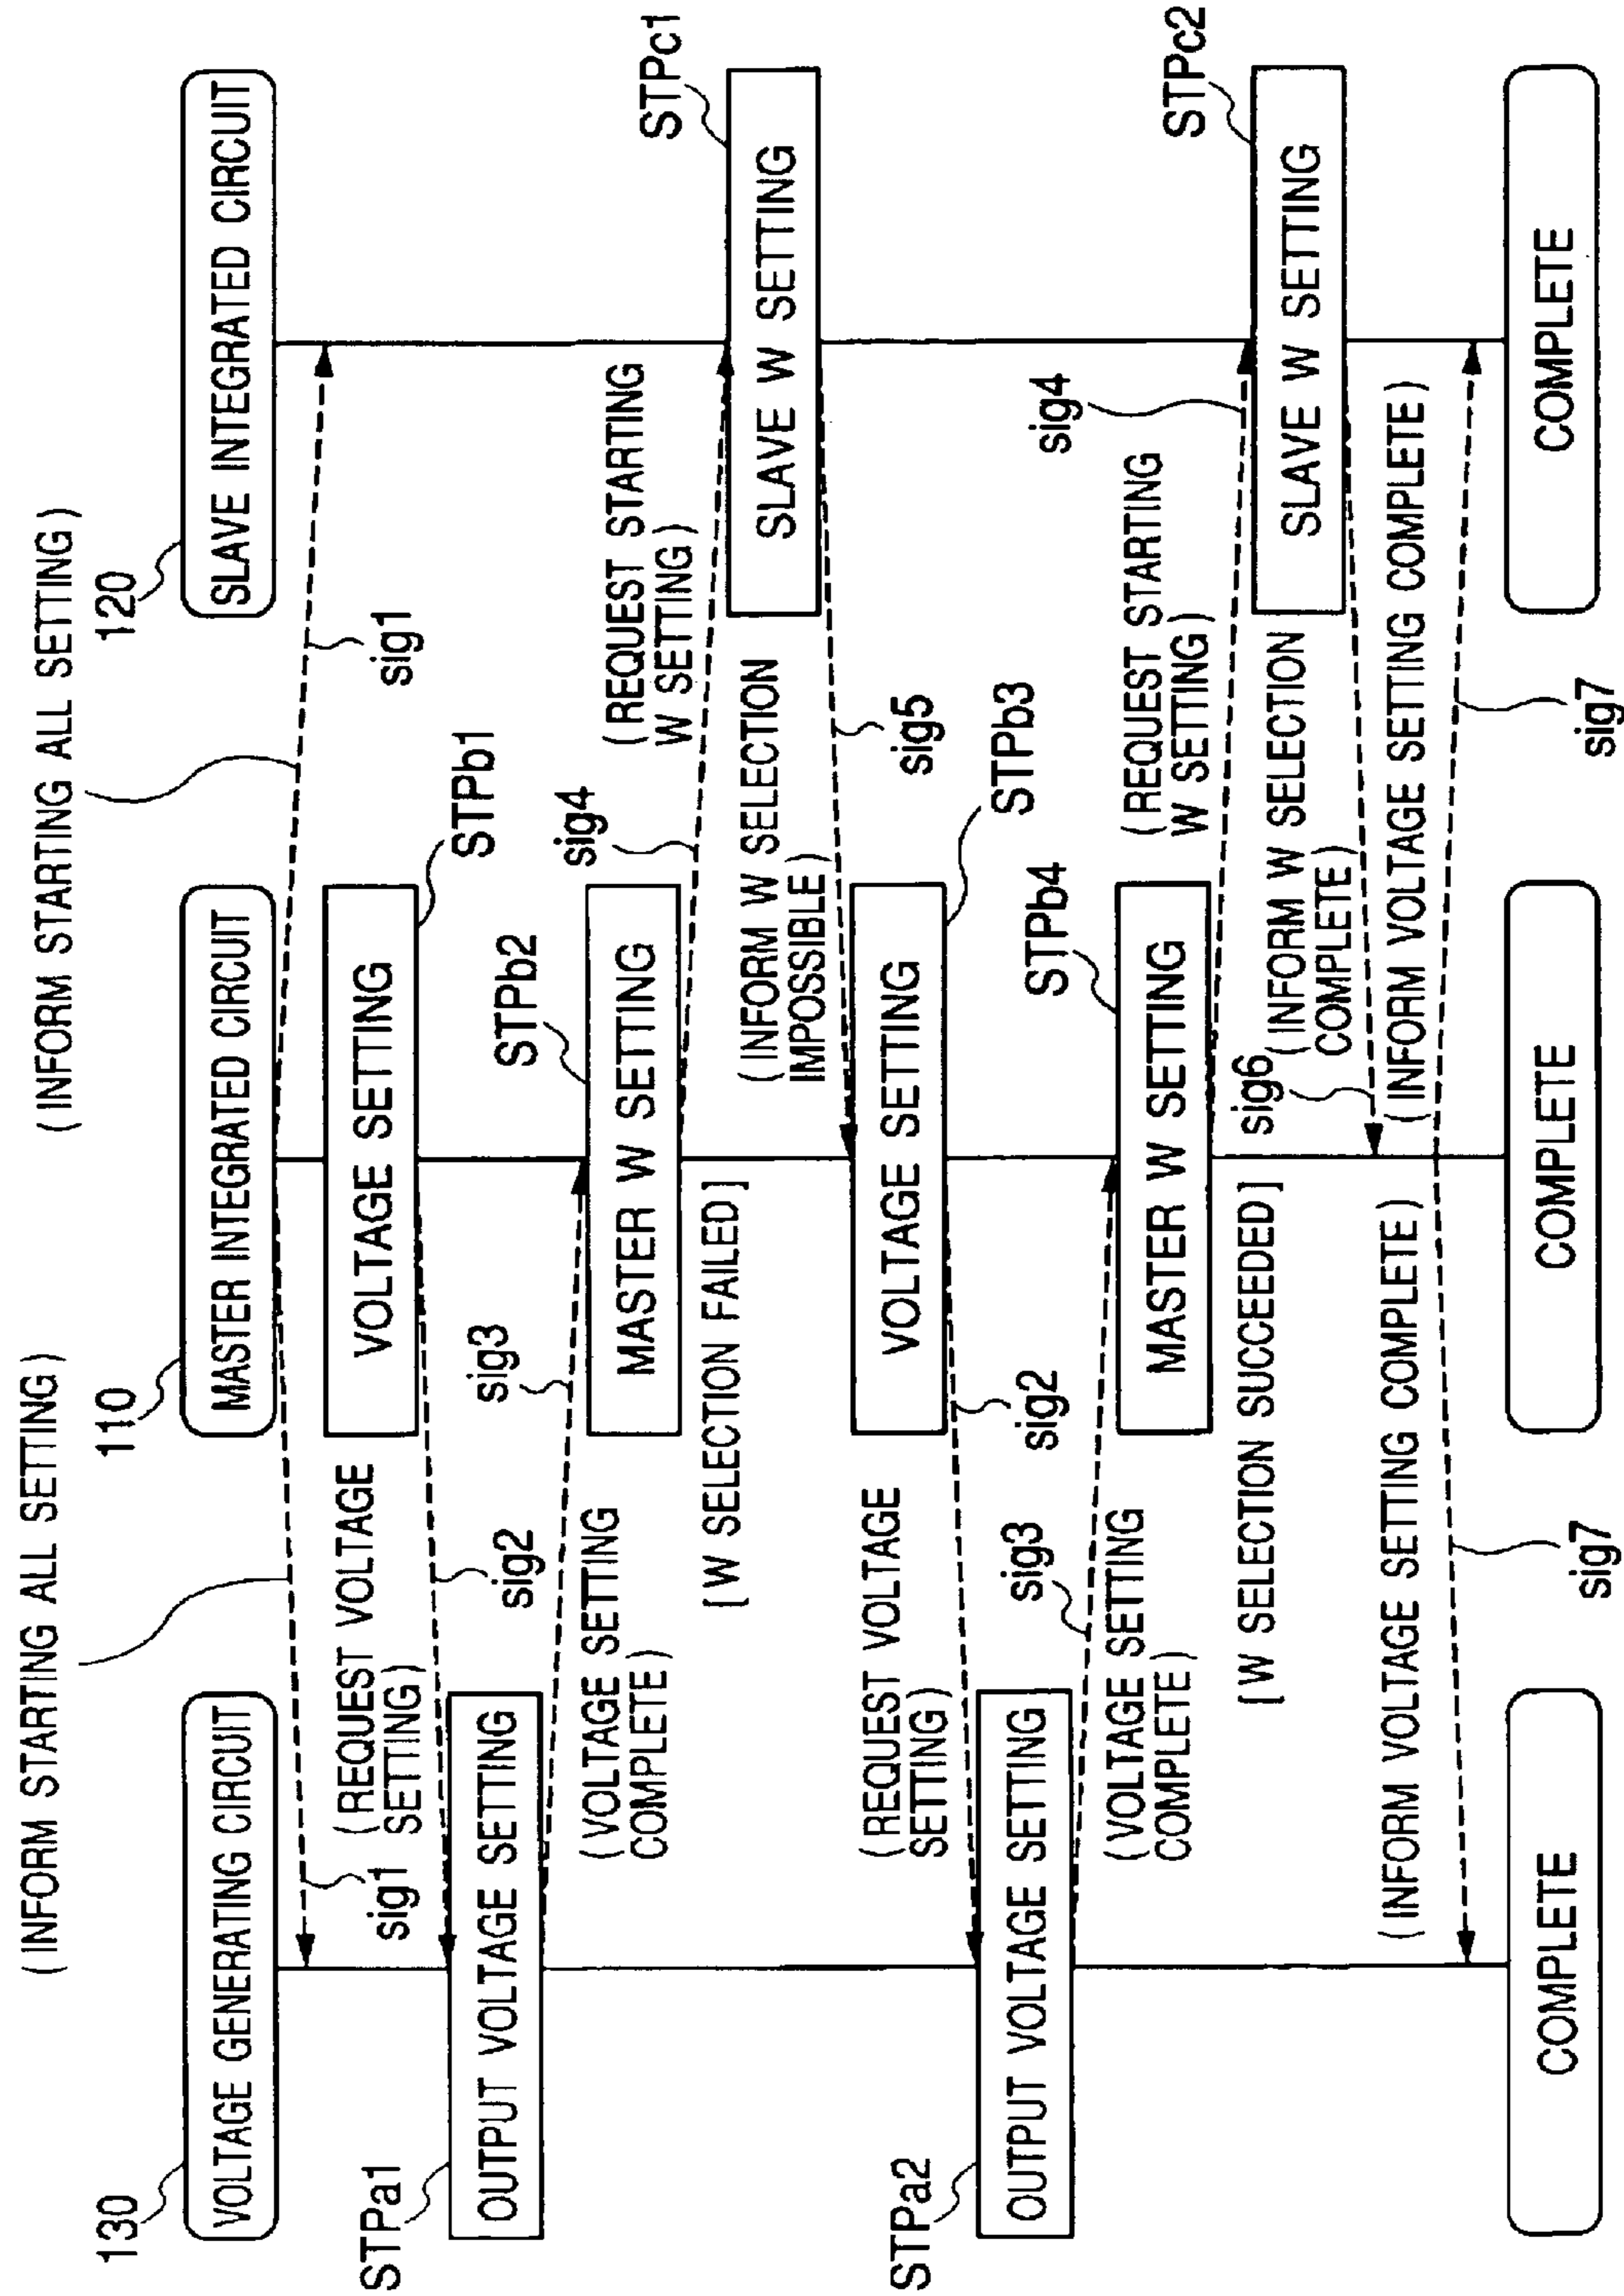 ( INFORM STARTING ALL SETTING )
( INFORM STARTING ALL SETTING )
130
110
120
VOLTAGE GENERATING CIRCUIT
MASTER INTEGRATED CIRCUIT
SLAVE INTEGRATED CIRCUIT
sig1
sig1
STPa1
( REQUEST VOLTAGE
SETTING )
VOLTAGE SETTING
STPb1
OUTPUT VOLTAGE SETTING
sig2
sig3
STPb2
sig4
( VOLTAGE SETTING
COMPLETE )
MASTER W SETTING
( REQUEST STARTING
W SETTING )
STPc1
[ W SELECTION FAILED ]
( INFORM W SELECTION
IMPOSSIBLE )
SLAVE W SETTING
sig5
STPa2
( REQUEST VOLTAGE
SETTING )
VOLTAGE SETTING
STPb3
OUTPUT VOLTAGE SETTING
sig3
sig2
STPb4
sig4
( VOLTAGE SETTING
COMPLETE )
MASTER W SETTING
( REQUEST STARTING
W SETTING )
STPc2
[ W SELECTION SUCCEEDED ]
sig6
( INFORM W SELECTION
COMPLETE )
SLAVE W SETTING
( INFORM VOLTAGE SETTING COMPLETE )
( INFORM VOLTAGE SETTING COMPLETE )
COMPLETE
sig7
COMPLETE
sig7
COMPLETE